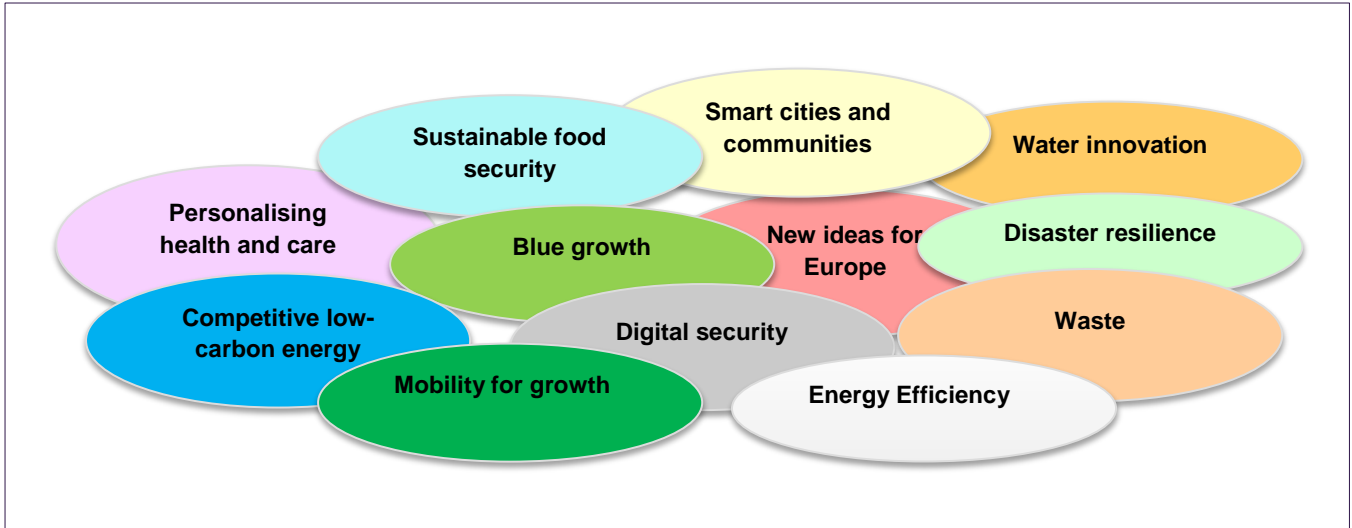 Smart cities and
communities
Sustainable food
security
Water innovation
Personalising
health and care
Blue growth
New ideas for
Europe
Disaster resilience
Competitive low-
carbon energy
Digital security
Waste
Mobility for growth
Energy Efficiency